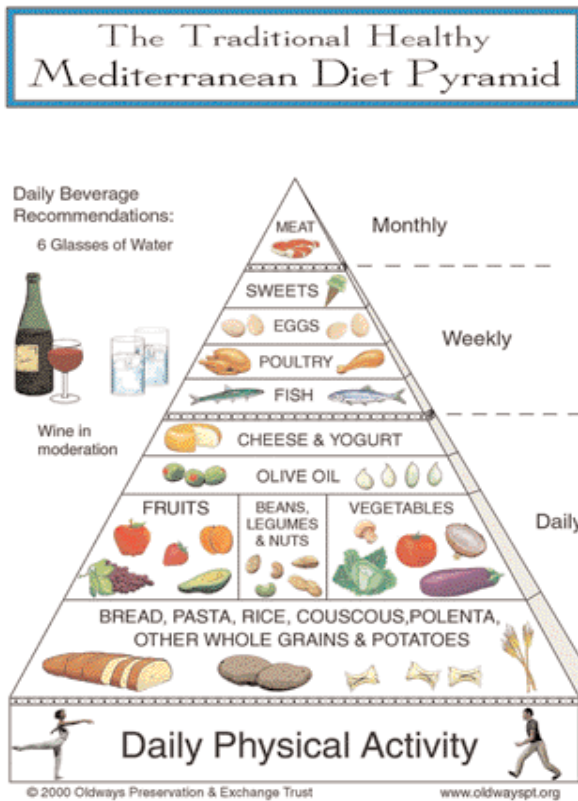 The Traditional Healthy
Mediterranean Diet Pyramid
Daily Beverage
Recommendations:
6 Glasses of Water
Wine in
moderation
MEAT
Monthly
SWEETS
EGGS
POULTRY
FISH
Weekly
CHEESE & YOGURT
OLIVE OIL
FRUITS
BEANS,
LEGUMES
& NUTS
VEGETABLES
Daily
BREAD, PASTA, RICE, COUSCOUS,POLENTA,
OTHER WHOLE GRAINS & POTATOES
Daily Physical Activity
© 2000 Oldways Preservation & Exchange Trust
www.oldwayspt.org